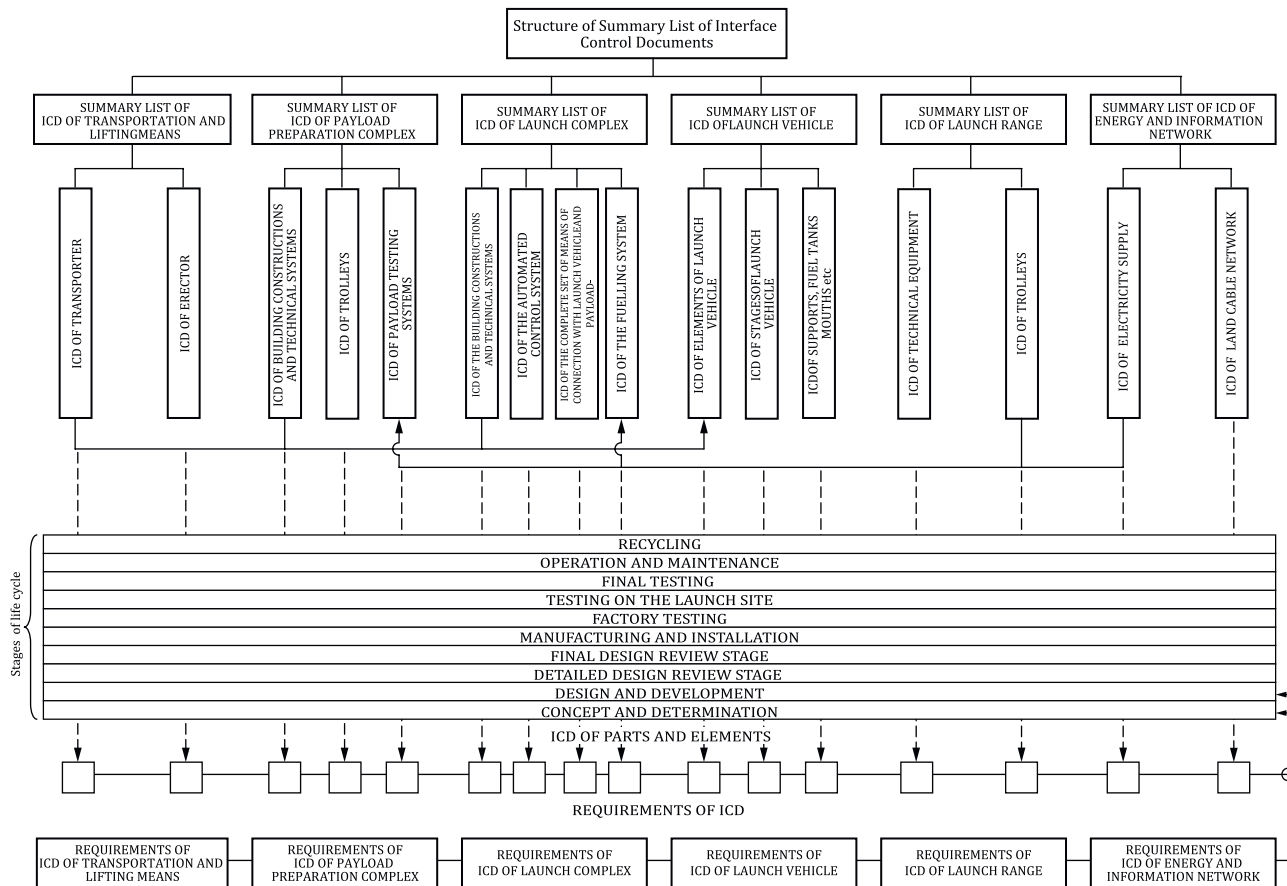 Structure of Summary List of Interface
Control Documents
SUMMARY LIST OF
ICD OF TRANSPORTATION AND
LIFTINGMEANS
SUMMARY LIST OF
ICD OF PAYLOAD
PREPARATION COMPLEX
SUMMARY LIST OF
ICD OF LAUNCH COMPLEX
SUMMARY LIST OF
ICD OFLAUNCH VEHICLE
SUMMARY LIST OF
ICD OF LAUNCH RANGE
SUMMARY LIST OF ICD OF
ENERGY AND INFORMATION
NETWORK
ICD OF TRANSPORTER
ICD OF ERECTOR
ICD OF BUILDING CONSTRUCTIONS
AND TECHNICAL SYSTEMS
ICD OF TROLLEYS
ICD OF PAYLOAD TESTING
SYSTEMS
ICD OF THE BUILDING CONSTRUCTIONS
AND TECHNICAL SYSTEMS
ICD OF THE AUTOMATED
CONTROL SYSTEM
ICD OF THE COMPLETE SET OF MEANS OF
CONNECTION WITH LAUNCH VEHICLEAND
PAYLOAD-
ICD OF THE FUELLING SYSTEM
ICD OF ELEMENTS OF LAUNCH
VEHICLE
ICD OF STAGESOFLAUNCH
VEHICLE
ICDOF SUPPORTS, FUEL TANKS
MOUTHS etc
ICD OF TECHNICAL EQUIPMENT
ICD OF TROLLEYS
ICD OF ELECTRICITY SUPPLY
ICD OF LAND CABLE NETWORK
Stages of life cycle
RECYCLING
OPERATION AND MAINTENANCE
FINAL TESTING
TESTING ON THE LAUNCH SITE
FACTORY TESTING
MANUFACTURING AND INSTALLATION
FINAL DESIGN REVIEW STAGE
DETAILED DESIGN REVIEW STAGE
DESIGN AND DEVELOPMENT
CONCEPT AND DETERMINATION
ICD OF PARTS AND ELEMENTS
REQUIREMENTS OF ICD
REQUIREMENTS OF
ICD OF TRANSPORTATION AND
LIFTING MEANS
REQUIREMENTS OF
ICD OF PAYLOAD
PREPARATION COMPLEX
REQUIREMENTS OF
ICD OF LAUNCH COMPLEX
REQUIREMENTS OF
ICD OF LAUNCH VEHICLE
REQUIREMENTS OF
ICD OF LAUNCH RANGE
REQUIREMENTS OF
ICD OF ENERGY AND
INFORMATION NETWORK